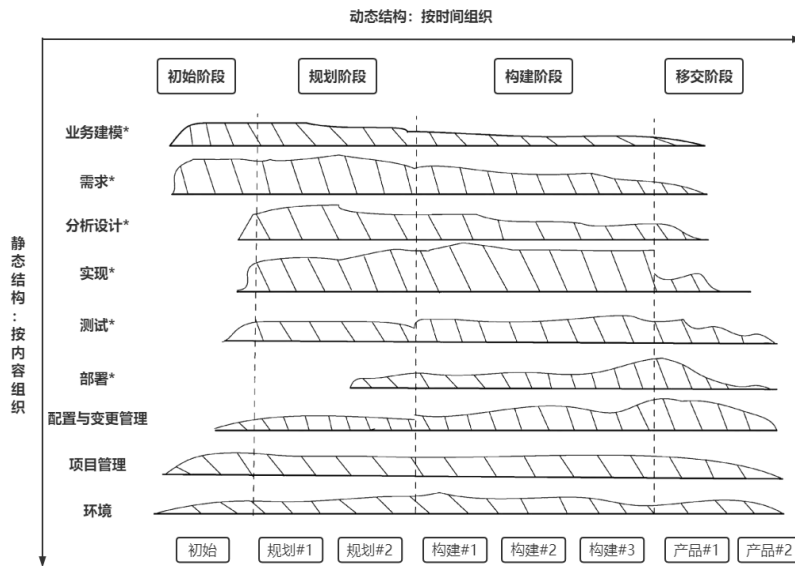 动态结构：按时间组织
初始阶段
规划阶段
构建阶段
移交阶段
业务建模*
需求*
分析设计*
实现*
测试*
部署*
配置与变更管理
项目管理
环境
静态结构：按内容组织
初始
规划#1
规划#2
构建#1
构建#2
构建#3
产品#1
产品#2